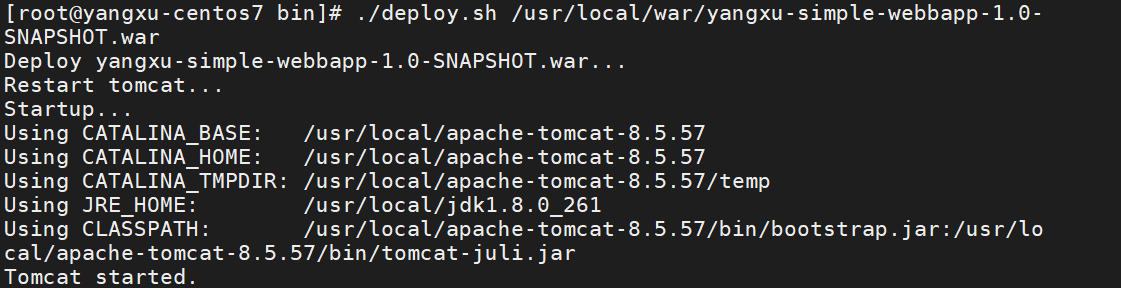 [root@yangxu-centos7 bin]# ./deploy.sh /usr/local/war/yangxu-simple-webbapp-1.0-
SNAPSHOT.war
Deploy yangxu-simple-webbapp-1.0-SNAPSHOT.war...
Restart tomcat...
Startup...
Using CATALINA_BASE:   /usr/local/apache-tomcat-8.5.57
Using CATALINA_HOME:   /usr/local/apache-tomcat-8.5.57
Using CATALINA_TMPDIR: /usr/local/apache-tomcat-8.5.57/temp
Using JRE_HOME:        /usr/local/jdk1.8.0_261
Using CLASSPATH:       /usr/local/apache-tomcat-8.5.57/bin/bootstrap.jar:/usr/lo
cal/apache-tomcat-8.5.57/bin/tomcat-juli.jar
Tomcat started.